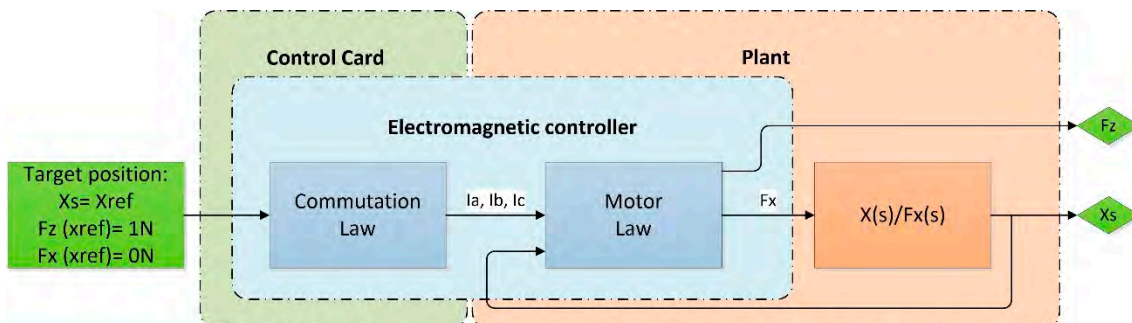 Control Card
Plant
Electromagnetic controller
Fz
Target position:
Xs= Xref
Fz (xref)= 1N
Fx (xref)= 0N
Commutation
Law
Ia, Ib, Ic
Motor
Law
Fx
X(s)/Fx(s)
Xs